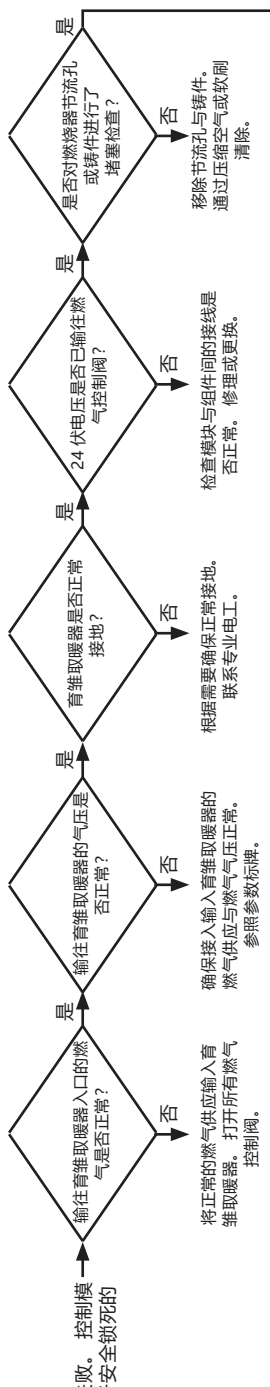 败。控制模
安全锁死的
输往育雏取暖器入口的燃
气是否正常？
是
否
将正常的燃气供应输入育
雏取暖器。打开所有燃气
控制阀。
输往育雏取暖器的气压是
否正常？
是
否
确保接入输入育雏取暖器的
燃气供应与燃气气压正常。
参照参数标牌。
育雏取暖器是否正常
接地？
是
否
根据需要确保正常接地。
联系专业电工。
24 伏电压是否已输往燃
气控制阀？
是
否
检查模块与组件间的接线是
否正常。修理或更换。
是否对燃烧器节流孔
或铸件进行了
堵塞检查？
是
否
移除节流孔与铸件。
通过压缩空气或软刷
清除。